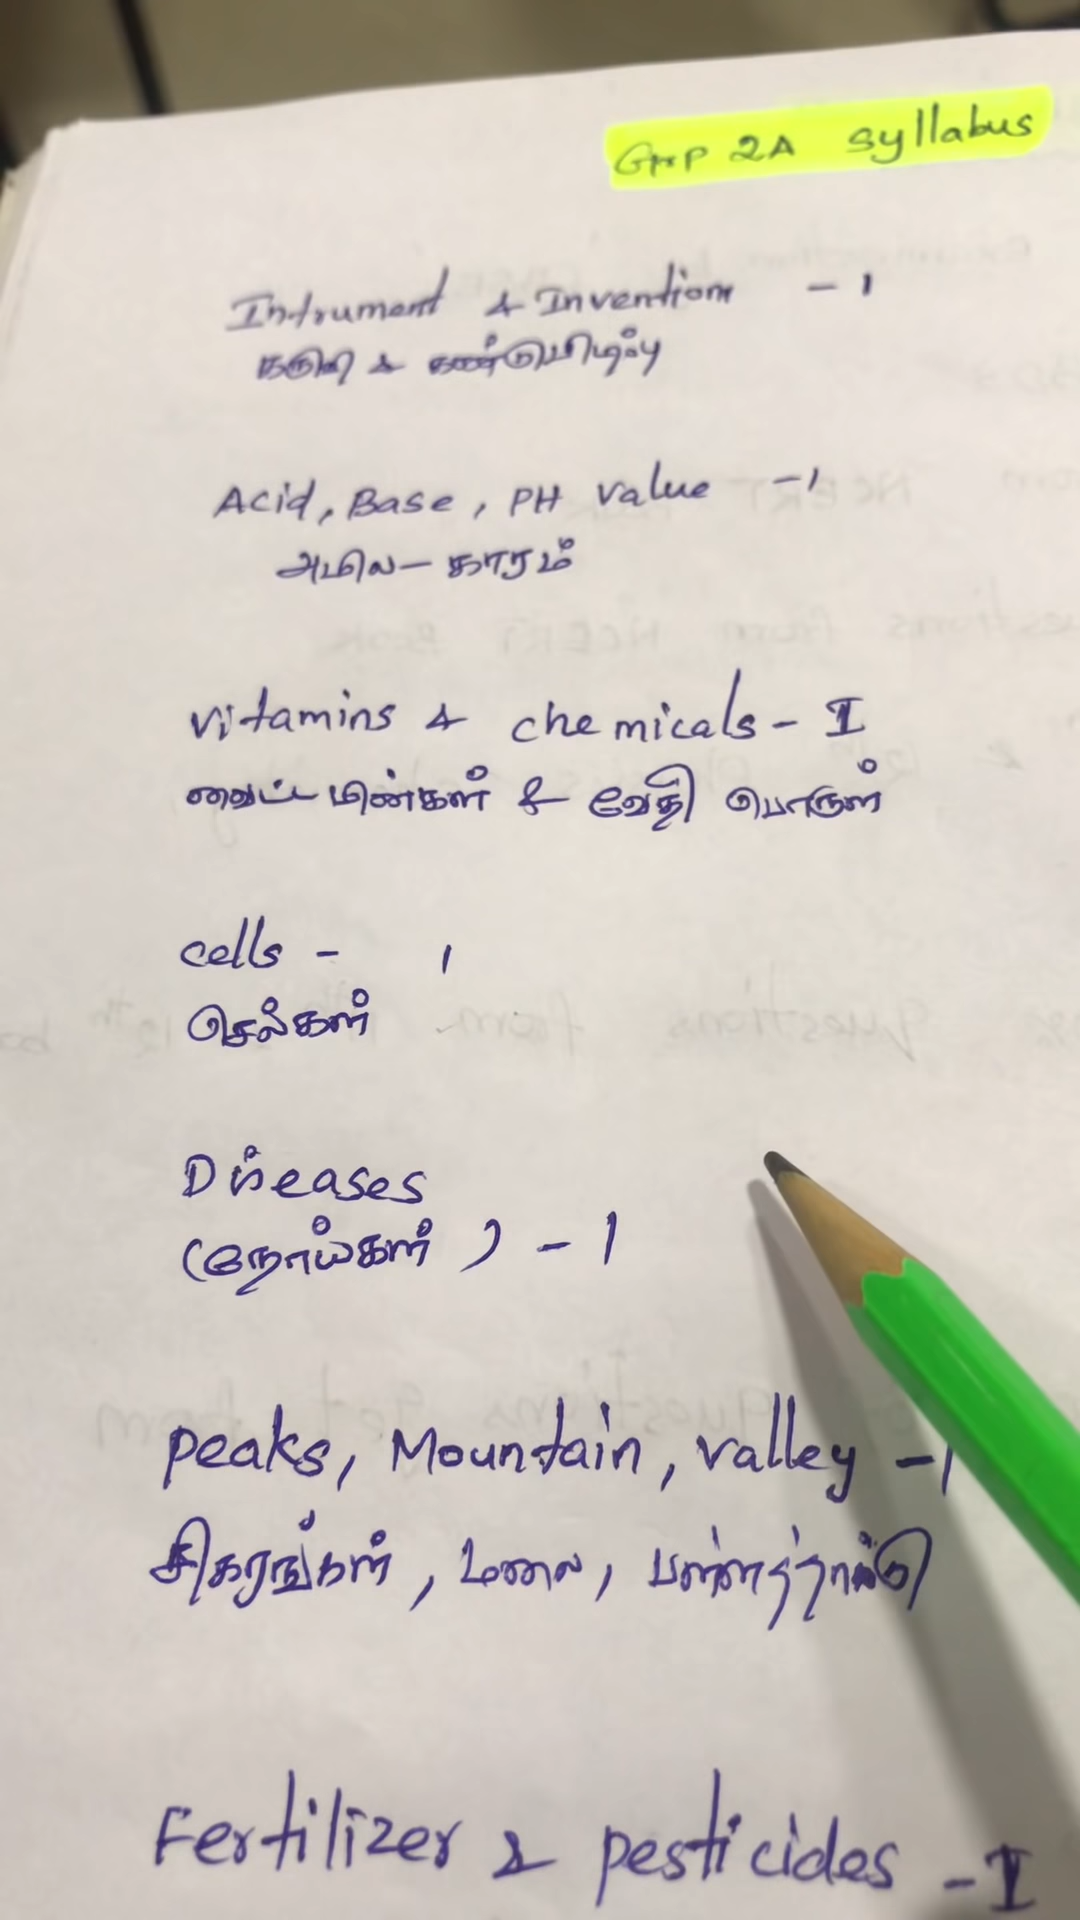 Grp 2A syllabus
Intrument & Invention - 1
கருவி & கண்டுபிடிப்பு
Acid, Base, PH value - 1
அமில - காரம்
vitamins & chemicals - I
வைட்டமின்கள் & வேதி பொருள்
cells - 1
செல்கள்
Diseases
(நோய்கள்) - 1
peaks, Mountain, valley - 1
சிகரங்கள், மலை, பள்ளத்தாக்கு
Fertilizer & pesticides - I